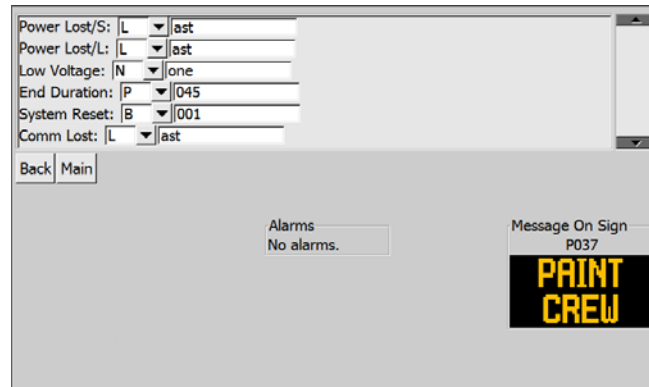 Power Lost/S: L ast
Power Lost/L: L ast
Low Voltage: N one
End Duration: P 045
System Reset: B 001
Comm Lost: L ast
Back Main
Alarms
No alarms.
Message On Sign
P037
PAINT
CREW